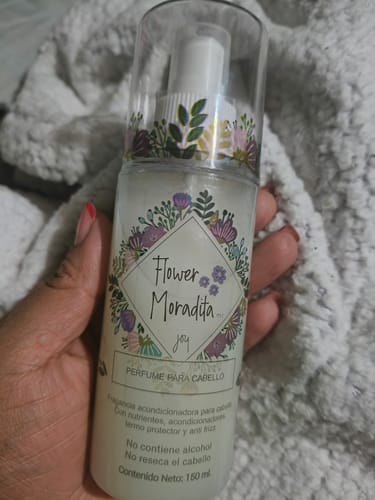 Flower
Moradita
joy
PERFUME PARA CABELLO
Fragancia acondicionadora para cabello
Con nutrientes, acondicionadores
termo protector y anti friz
No contiene alcohol
No reseca el cabello
Contenido Neto: 150 ml